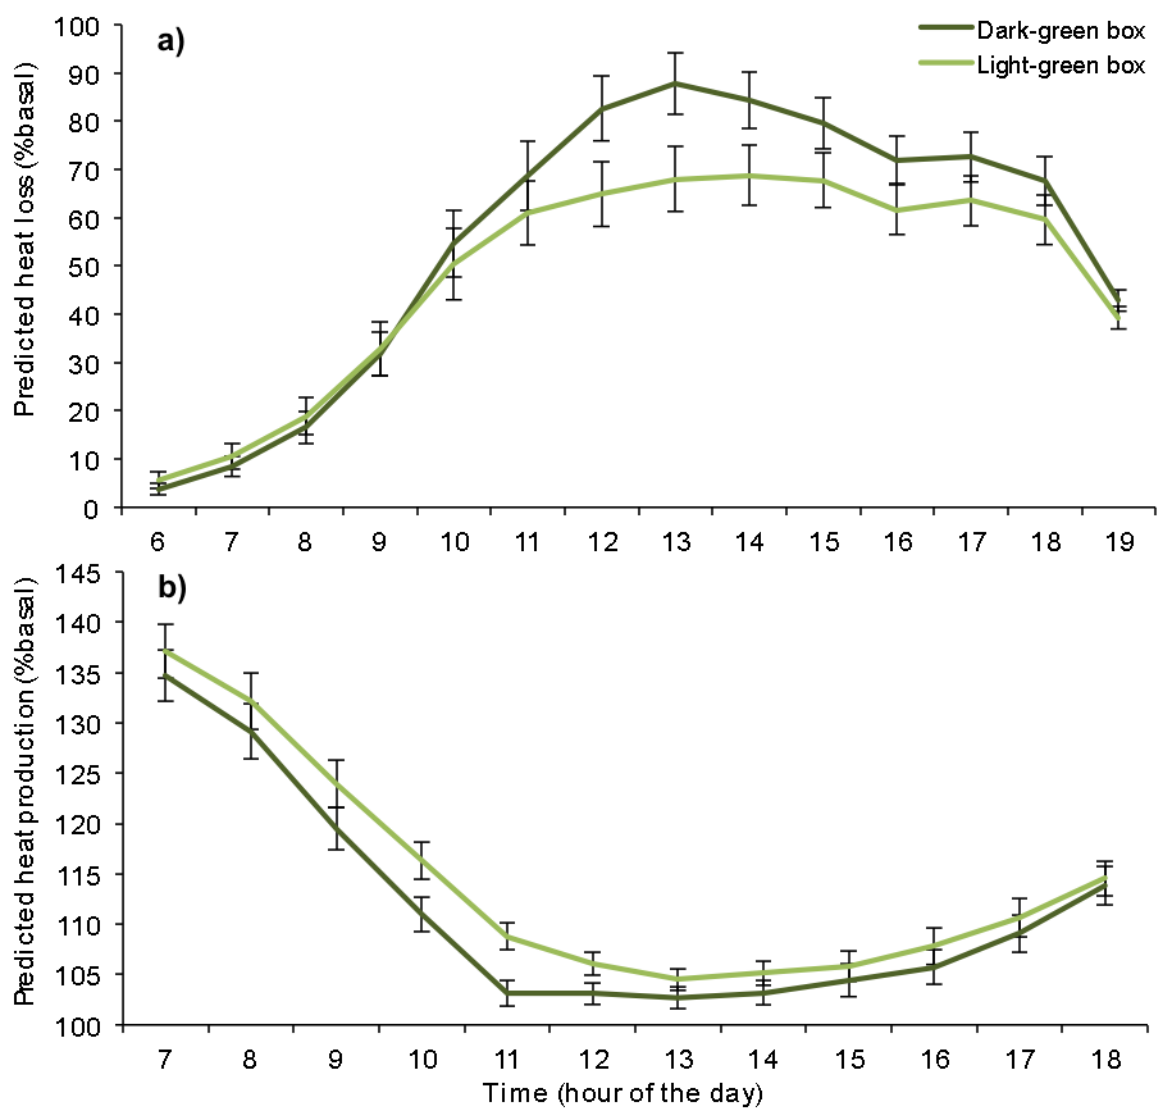 a)
Dark-green box
Light-green box
Predicted heat loss (%basal)
100
90
80
70
60
50
40
30
20
10
0
6 7 8 9 10 11 12 13 14 15 16 17 18 19
b)
Predicted heat production (%basal)
145
140
135
130
125
120
115
110
105
100
7 8 9 10 11 12 13 14 15 16 17 18
Time (hour of the day)